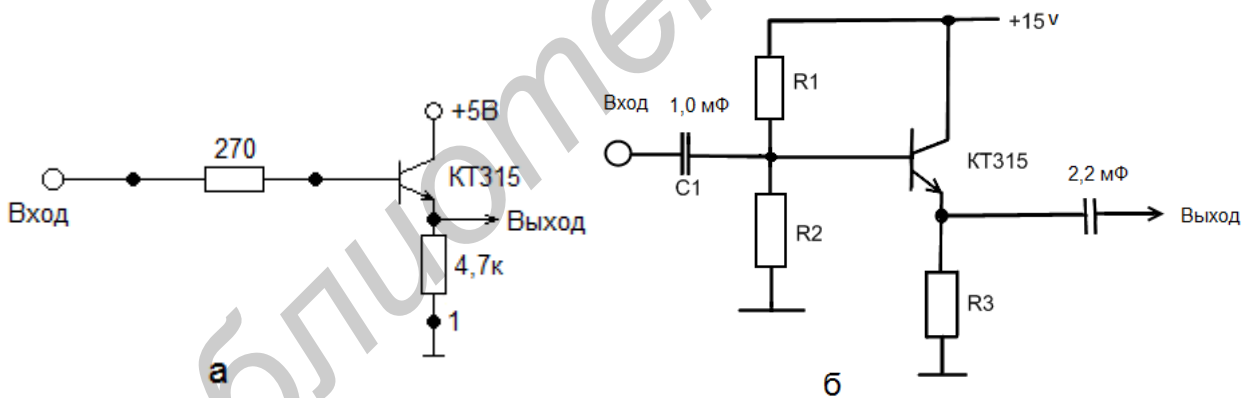 +5В
270
КТ315
Вход
Выход
4,7к
1
а
+15v
R1
Вход 1,0 мФ
C1
КТ315
2,2 мФ
Выход
R2
R3
б